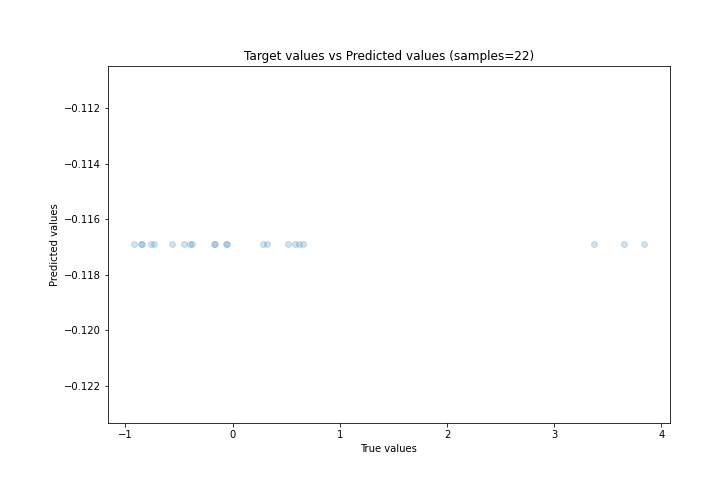 Target values vs Predicted values (samples=22)
−0.112
−0.114
−0.116
−0.118
−0.120
−0.122
Predicted values
−1 0 1 2 3 4
True values